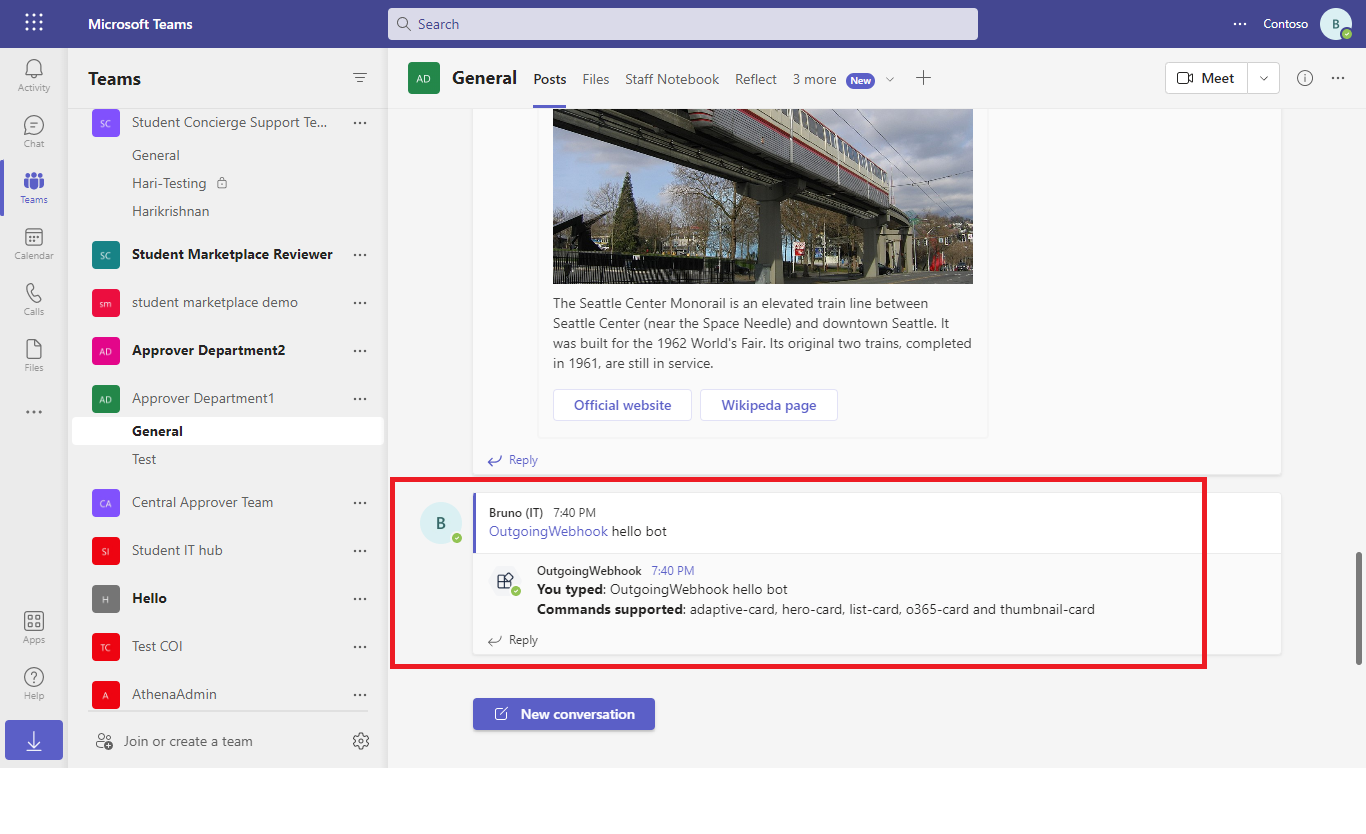 Microsoft Teams
Search
Contoso
B
Activity
Chat
Teams
Calendar
Calls
Files
Apps
Help
Teams
SC Student Concierge Support Te...
General
Hari-Testing
Harikrishnan
SC Student Marketplace Reviewer
sm student marketplace demo
AD Approver Department2
AD Approver Department1
General
Test
CA Central Approver Team
SI Student IT hub
H Hello
TC Test COI
A AthenaAdmin
Join or create a team
AD General Posts Files Staff Notebook Reflect 3 more New
Meet
The Seattle Center Monorail is an elevated train line between
Seattle Center (near the Space Needle) and downtown Seattle. It
was built for the 1962 World's Fair. Its original two trains, completed
in 1961, are still in service.
Official website Wikipeda page
Reply
B
Bruno (IT) 7:40 PM
OutgoingWebhook hello bot
OutgoingWebhook 7:40 PM
You typed: OutgoingWebhook hello bot
Commands supported: adaptive-card, hero-card, list-card, o365-card and thumbnail-card
Reply
New conversation